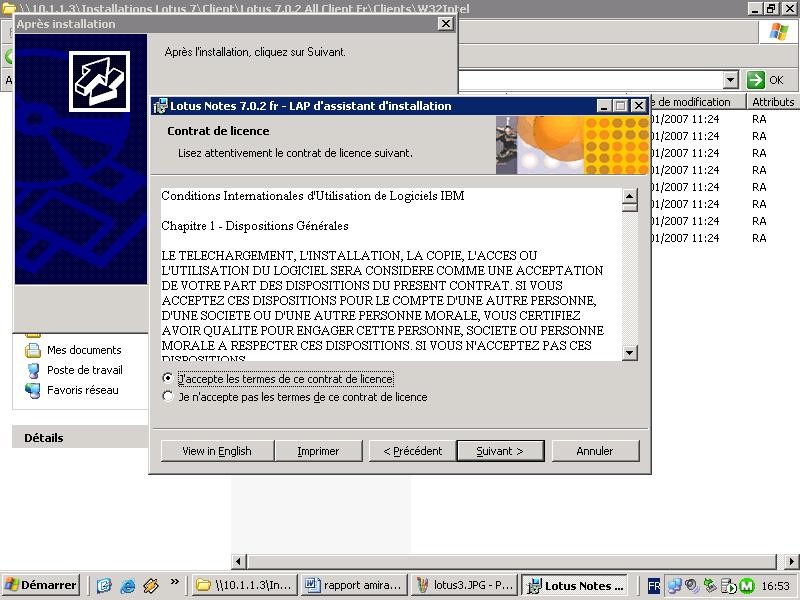 \\10.1.1.3\Installations Lotus 7\Client\Lotus 7.0.2 All Client Fr\Clients\W32Intel
Après installation
Après l'installation, cliquez sur Suivant.
OK
e de modification Attributs
01/2007 11:24 RA
01/2007 11:24 RA
01/2007 11:24 RA
01/2007 11:24 RA
01/2007 11:24 RA
01/2007 11:24 RA
01/2007 11:24 RA
01/2007 11:24 RA
Lotus Notes 7.0.2 fr - LAP d'assistant d'installation
Contrat de licence
Lisez attentivement le contrat de licence suivant.
Conditions Internationales d'Utilisation de Logiciels IBM
Chapitre 1 - Dispositions Générales
LE TELECHARGEMENT, L'INSTALLATION, LA COPIE, L'ACCES OU
L'UTILISATION DU LOGICIEL SERA CONSIDERE COMME UNE ACCEPTATION
DE VOTRE PART DES DISPOSITIONS DU PRESENT CONTRAT. SI VOUS
ACCEPTEZ CES DISPOSITIONS POUR LE COMPTE D'UNE AUTRE PERSONNE,
D'UNE SOCIETE OU D'UNE AUTRE PERSONNE MORALE, VOUS CERTIFIEZ
AVOIR QUALITE POUR ENGAGER CETTE PERSONNE, SOCIETE OU PERSONNE
MORALE A RESPECTER CES DISPOSITIONS. SI VOUS N'ACCEPTEZ PAS CES
DISPOSITIONS
J'accepte les termes de ce contrat de licence
Je n'accepte pas les termes de ce contrat de licence
View in English Imprimer < Précédent Suivant > Annuler
Mes documents
Poste de travail
Favoris réseau
Détails
Démarrer » \\10.1.1.3\In... rapport amira... lotus3.JPG - P... Lotus Notes ... FR 16:53